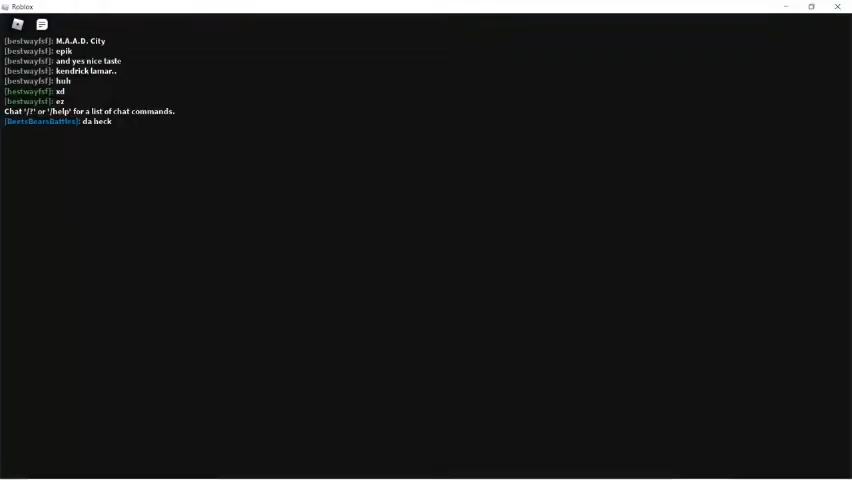 Roblox
[bestwayfsf]: M.A.A.D. City
[bestwayfsf]: epik
[bestwayfsf]: and yes nice taste
[bestwayfsf]: kendrick lamar..
[bestwayfsf]: huh
[bestwayfsf]: xd
[bestwayfsf]: ez
Chat '/?' or '/help' for a list of chat commands.
[BeetsBearsBattles]: da heck